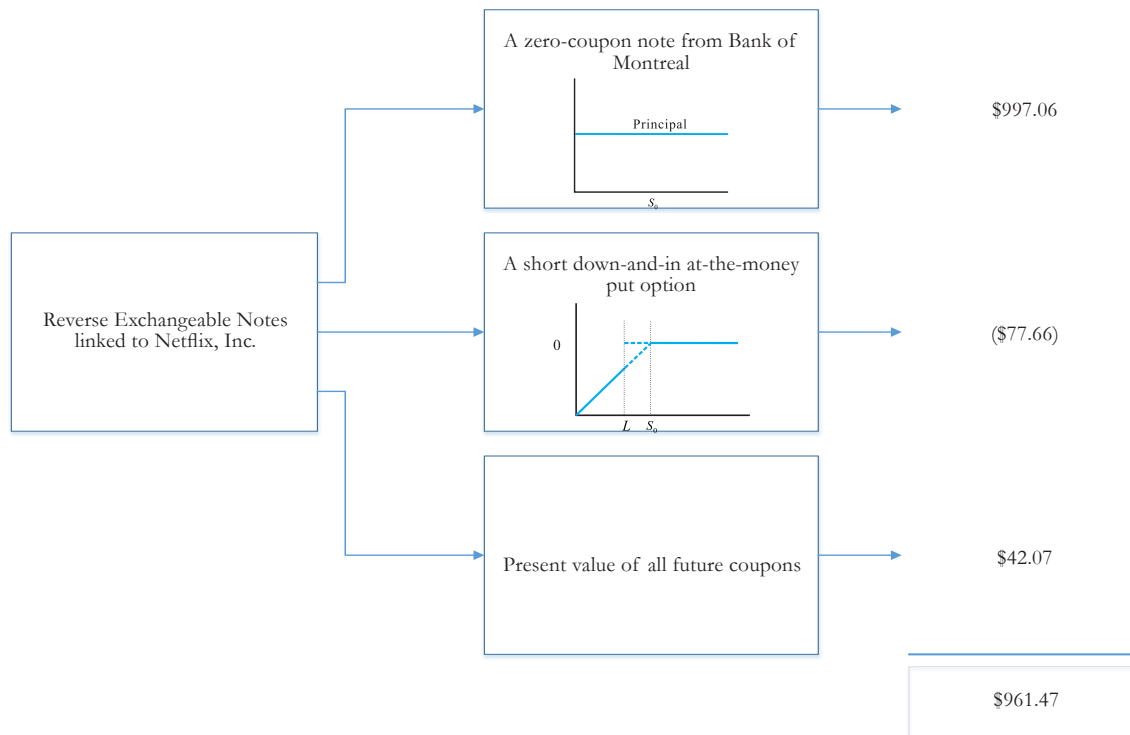 A zero-coupon note from Bank of
Montreal
Principal
S₀
$997.06
Reverse Exchangeable Notes
linked to Netflix, Inc.
A short down-and-in at-the-money
put option
0
L S₀
($77.66)
Present value of all future coupons
$42.07
$961.47